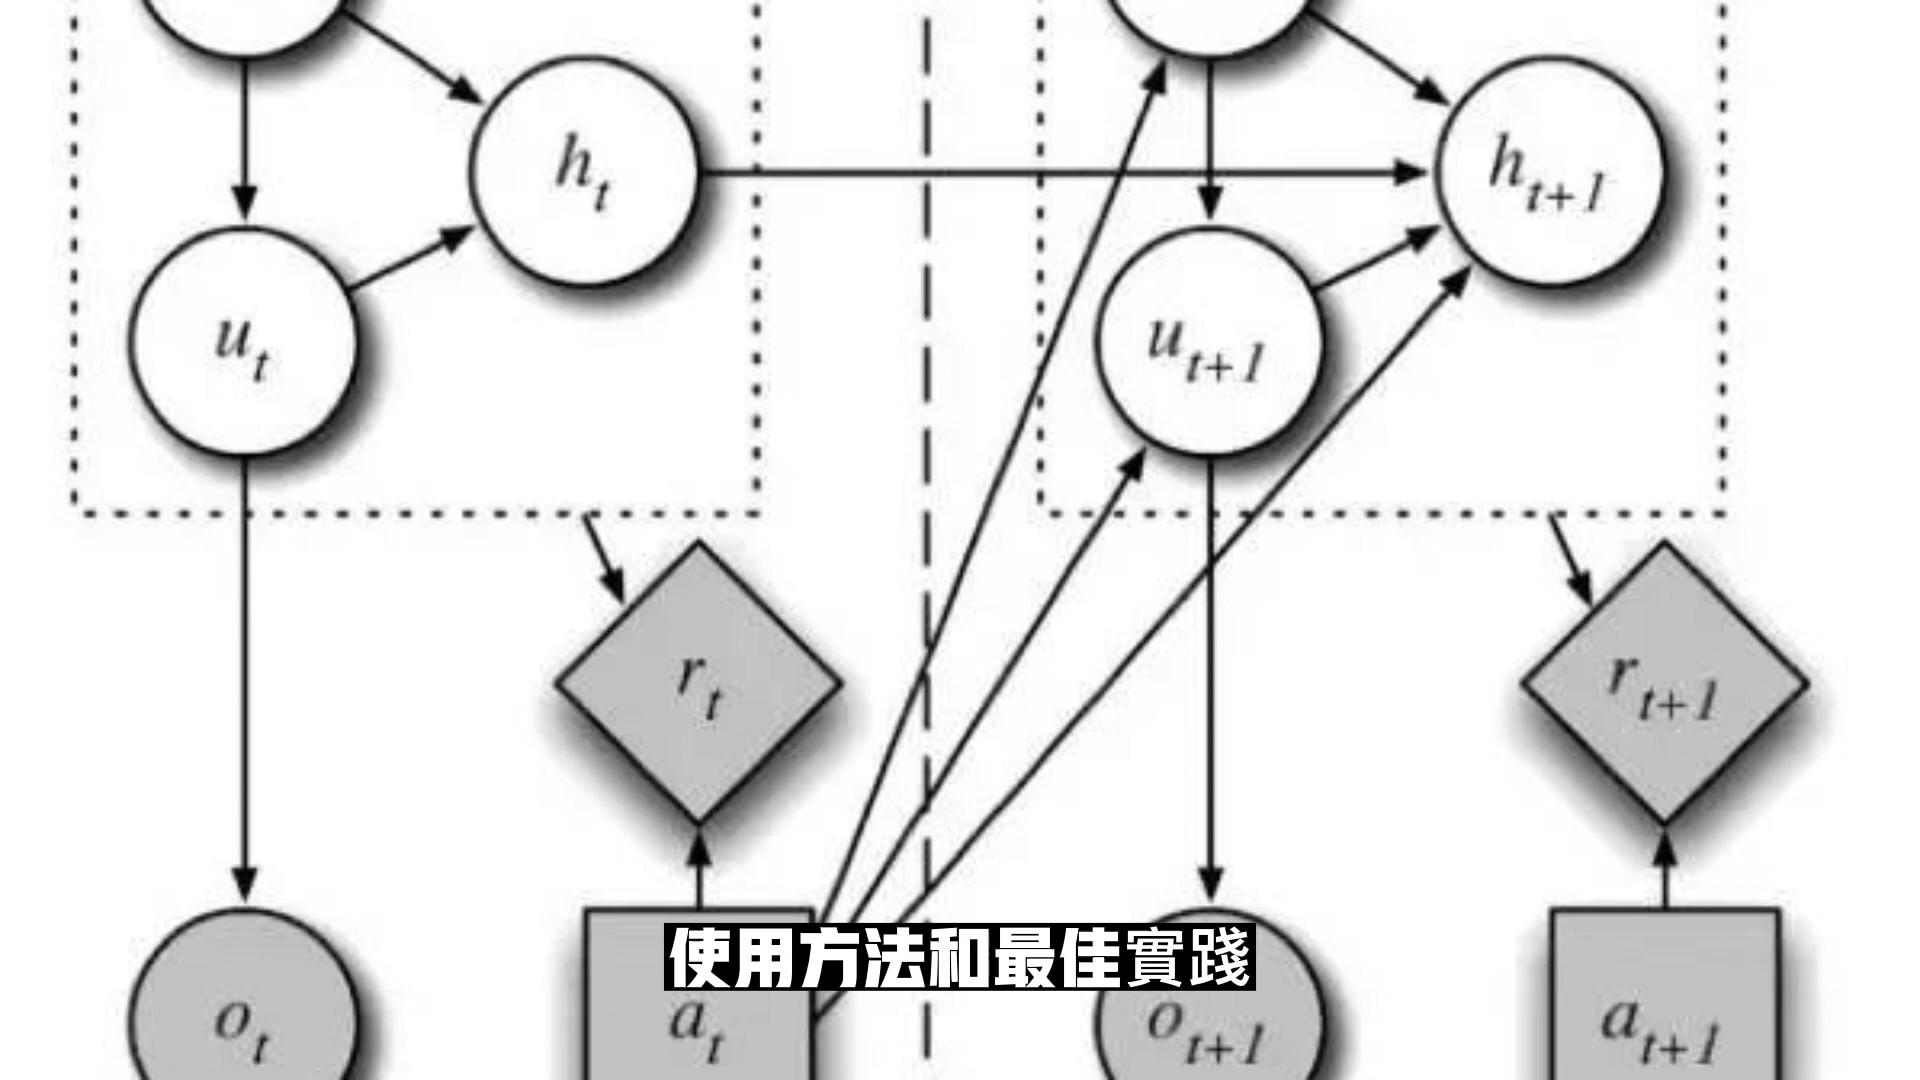 h_t
h_{t+1}
u_t
u_{t+1}
r_t
r_{t+1}
使用方法和最佳實踐
o_t
a_t
o_{t+1}
a_{t+1}